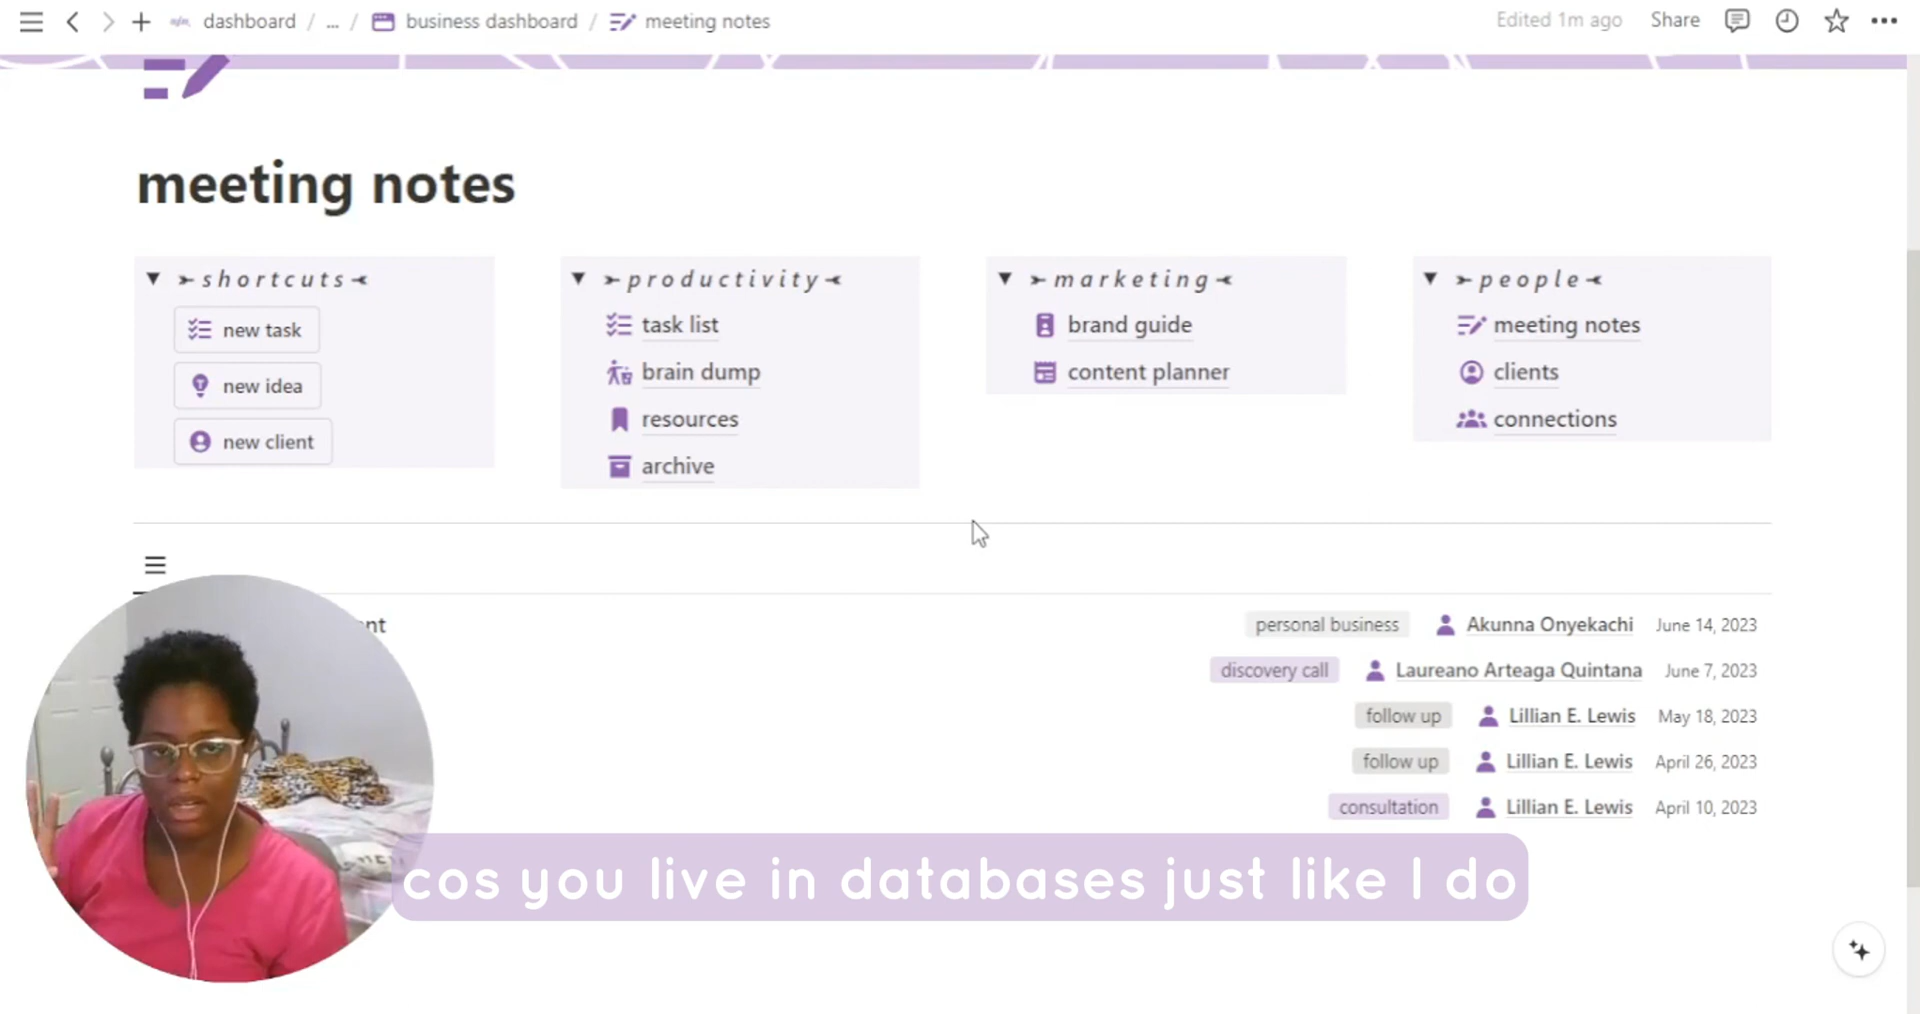 dashboard / ... / business dashboard / meeting notes
Edited 1m ago Share
meeting notes
➢shortcuts⤙
new task
new idea
new client
➢productivity⤙
task list
brain dump
resources
archive
➢marketing⤙
brand guide
content planner
➢people⤙
meeting notes
clients
connections
nt personal business Akunna Onyekachi June 14, 2023
discovery call Laureano Arteaga Quintana June 7, 2023
follow up Lillian E. Lewis May 18, 2023
follow up Lillian E. Lewis April 26, 2023
consultation Lillian E. Lewis April 10, 2023
cos you live in databases just like I do